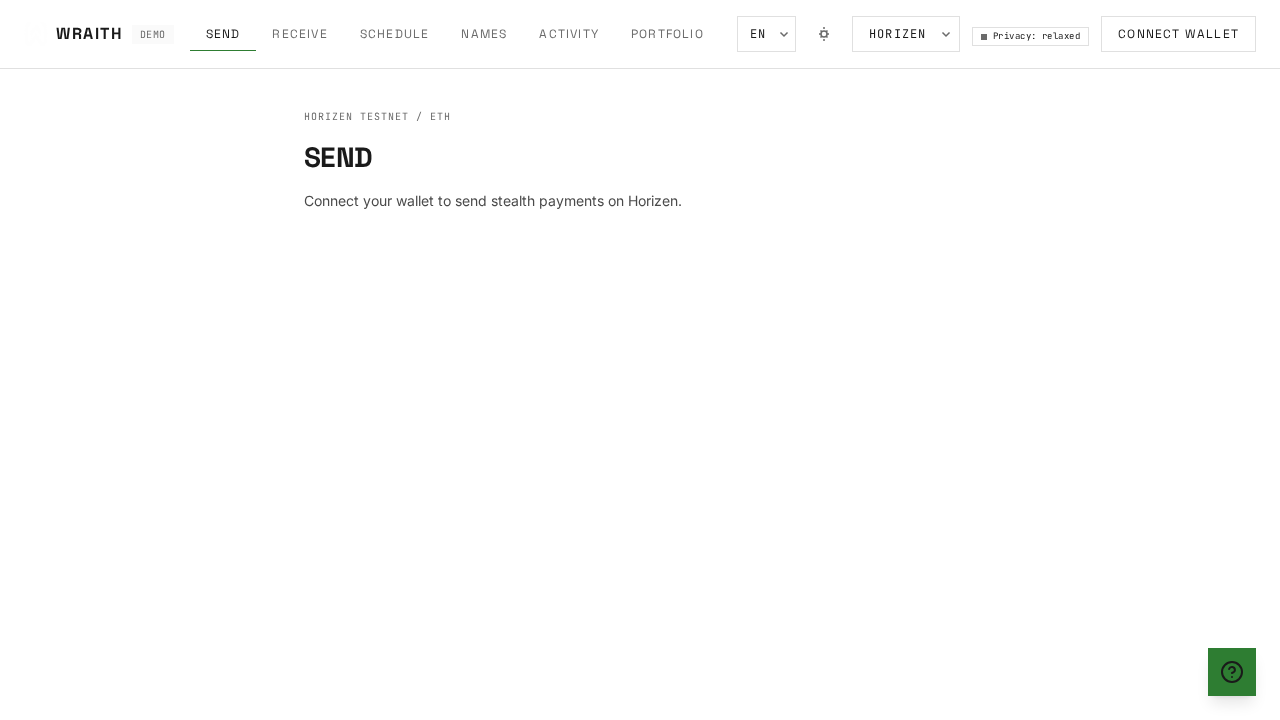 WRAITH DEMO SEND RECEIVE SCHEDULE NAMES ACTIVITY PORTFOLIO EN HORIZEN Privacy: relaxed CONNECT WALLET
HORIZEN TESTNET / ETH
SEND
Connect your wallet to send stealth payments on Horizen.